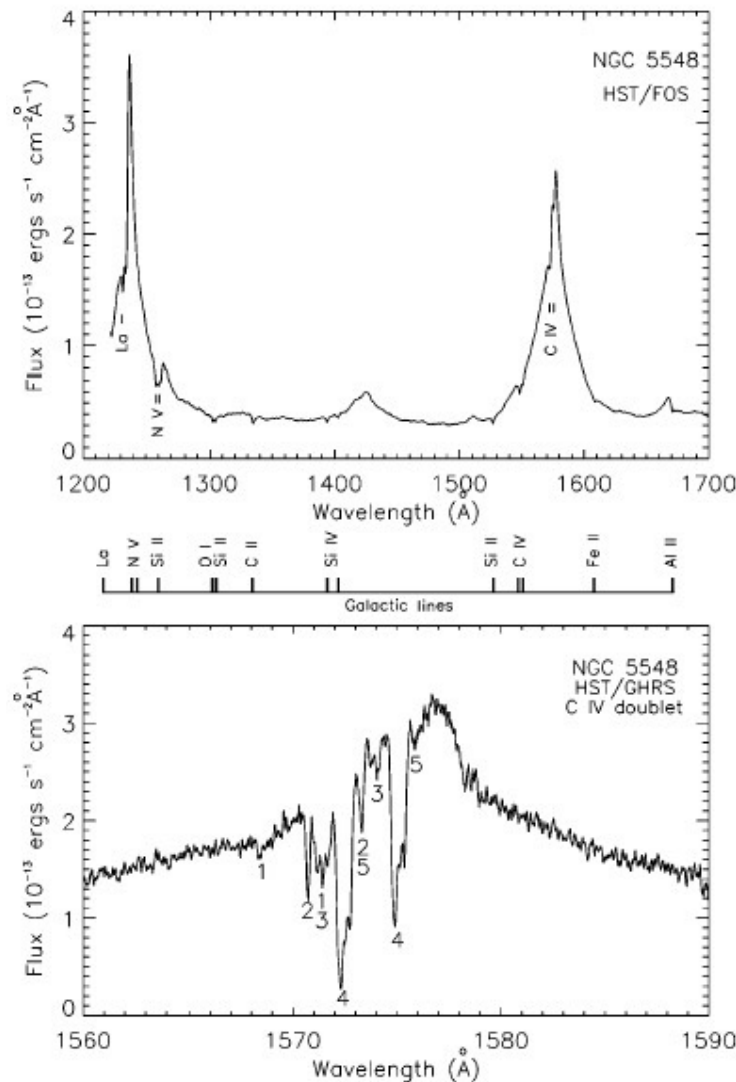 4
NGC 5548
HST/FOS
3
2
1
0
Flux (10⁻¹³ ergs s⁻¹ cm⁻²Å⁻¹)
Lα
N V
C IV
1200 1300 1400 1500 1600 1700
Wavelength (Å)
Lα N V Si II O I Si II C II Si IV Si II C IV Fe II Al II
Galactic lines
4
NGC 5548
HST/GHRS
C IV doublet
3
2
1
0
Flux (10⁻¹³ ergs s⁻¹ cm⁻²Å⁻¹)
5
3
1
2
5
2
1
3
4
4
1560 1570 1580 1590
Wavelength (Å)